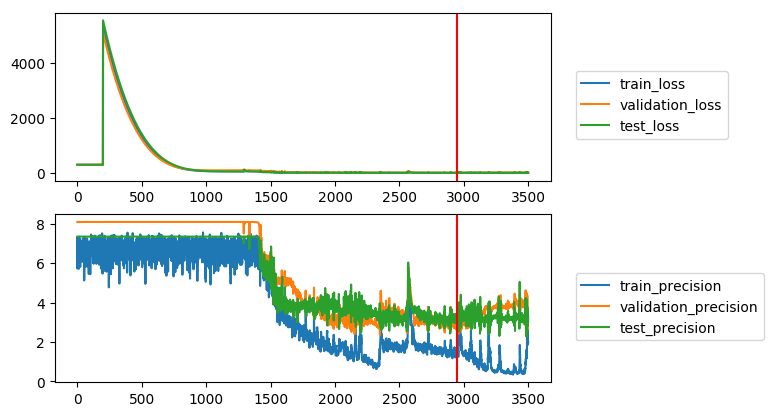 4000
2000
0
0 500 1000 1500 2000 2500 3000 3500
train_loss
validation_loss
test_loss
8
6
4
2
0
0 500 1000 1500 2000 2500 3000 3500
train_precision
validation_precision
test_precision